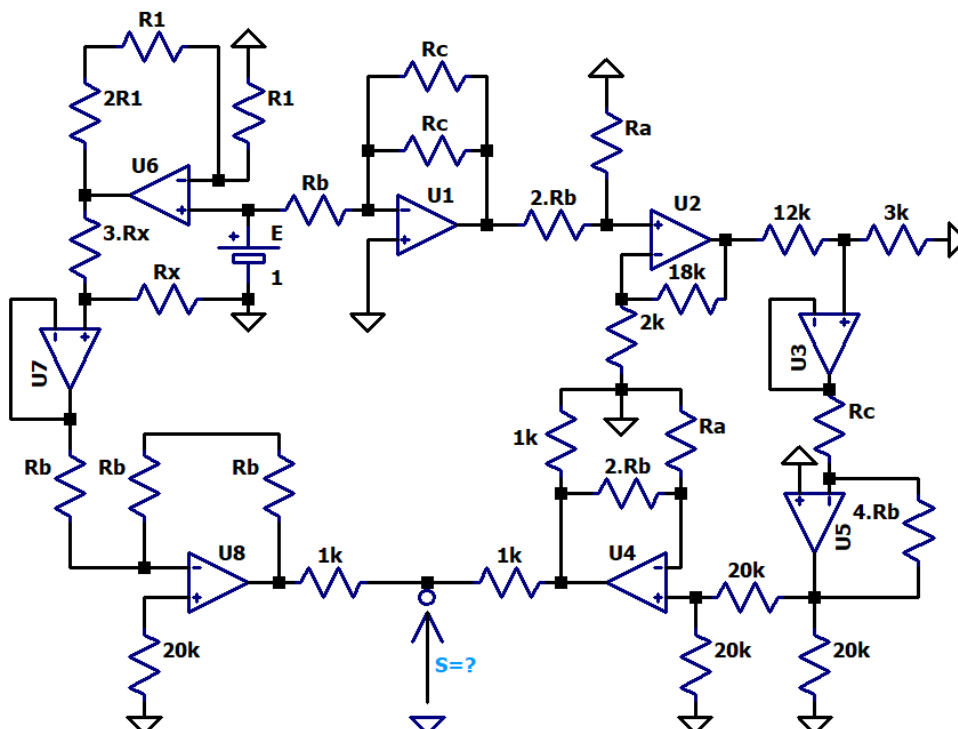 R1
2R1
R1
U6
- +
3.Rx
Rx
E
+
1
Rb
Rc
Rc
U1
- +
2.Rb
Ra
U2
+ -
12k
3k
18k
2k
U3
- +
Rc
U7
- +
Rb
Rb
Rb
U8
- +
20k
1k
S=?
1k
1k
Ra
2.Rb
U4
- +
20k
20k
U5
+ -
4.Rb
20k